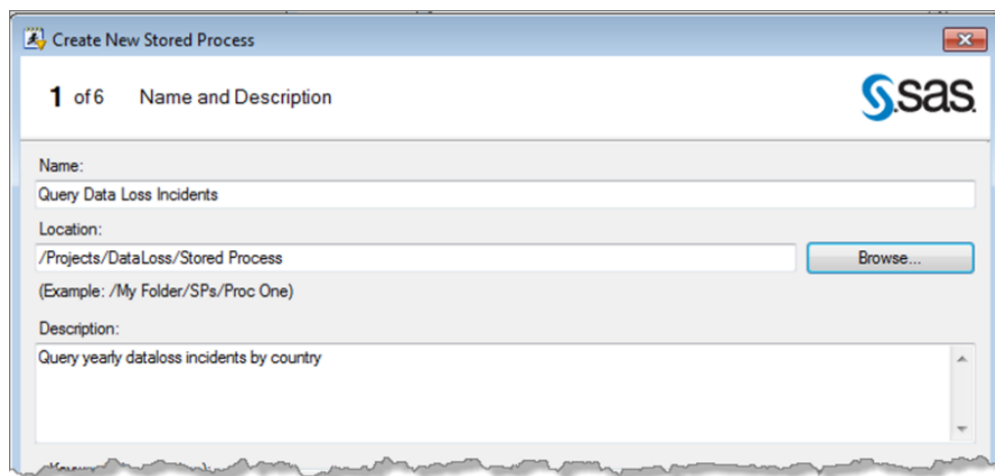 Create New Stored Process
1 of 6 Name and Description
sas
Name:
Query Data Loss Incidents
Location:
/Projects/DataLoss/Stored Process
Browse...
(Example: /My Folder/SPs/Proc One)
Description:
Query yearly dataloss incidents by country